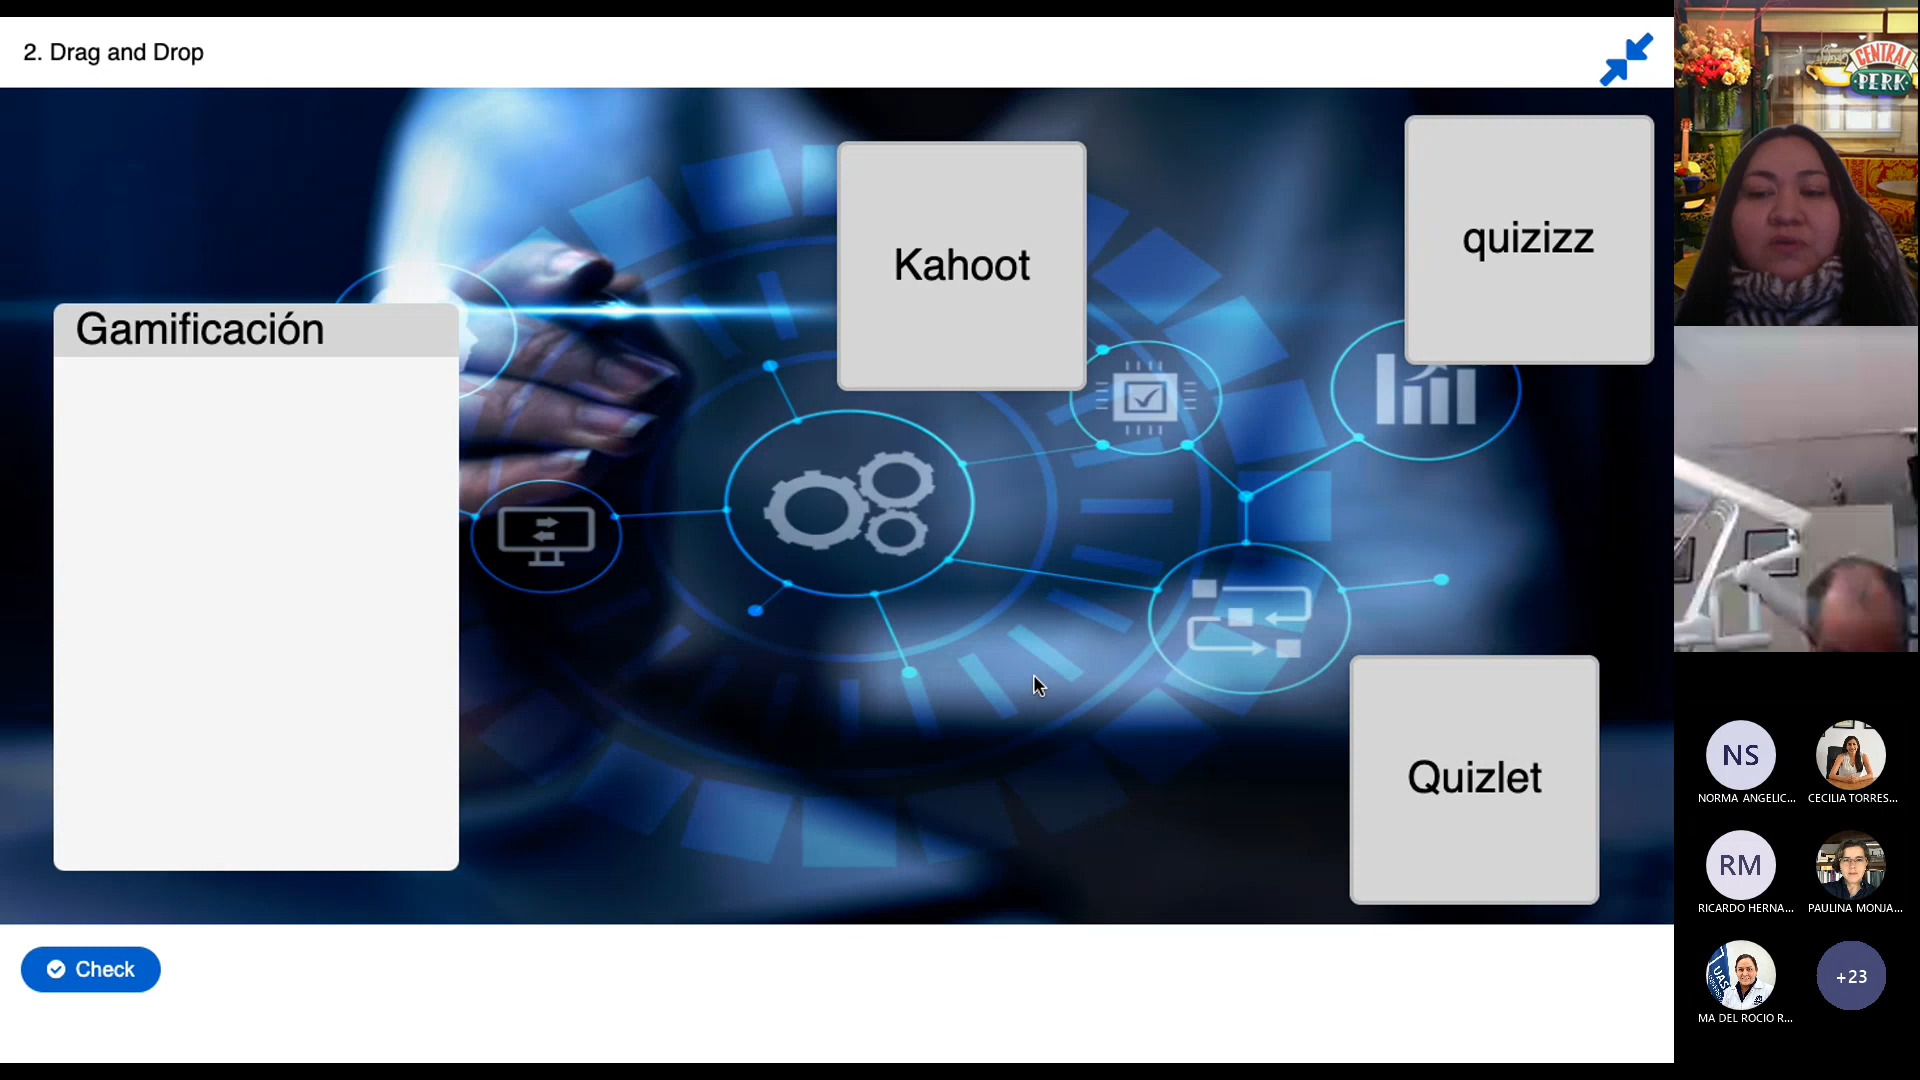 2. Drag and Drop
Kahoot
quizizz
Gamificación
Quizlet
Check
CENTRAL
PERK
NS
NORMA ANGELIC...
CECILIA TORRES...
RM
RICARDO HERNA...
PAULINA MONJA...
UAS
MA DEL ROCIO R...
+23